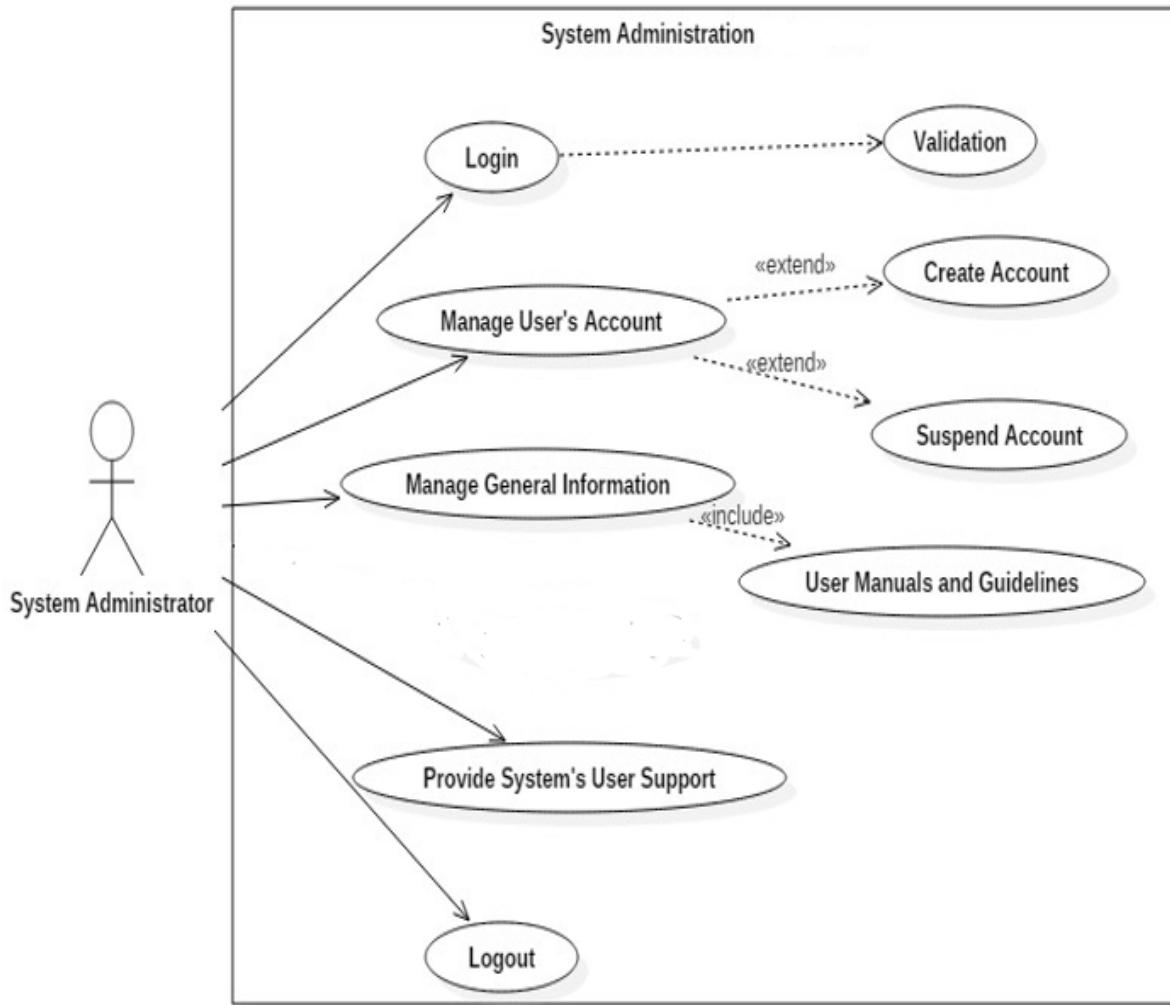 System Administration
Login
Validation
«extend»
Create Account
Manage User's Account
«extend»
Suspend Account
Manage General Information
«include»
User Manuals and Guidelines
System Administrator
Provide System's User Support
Logout